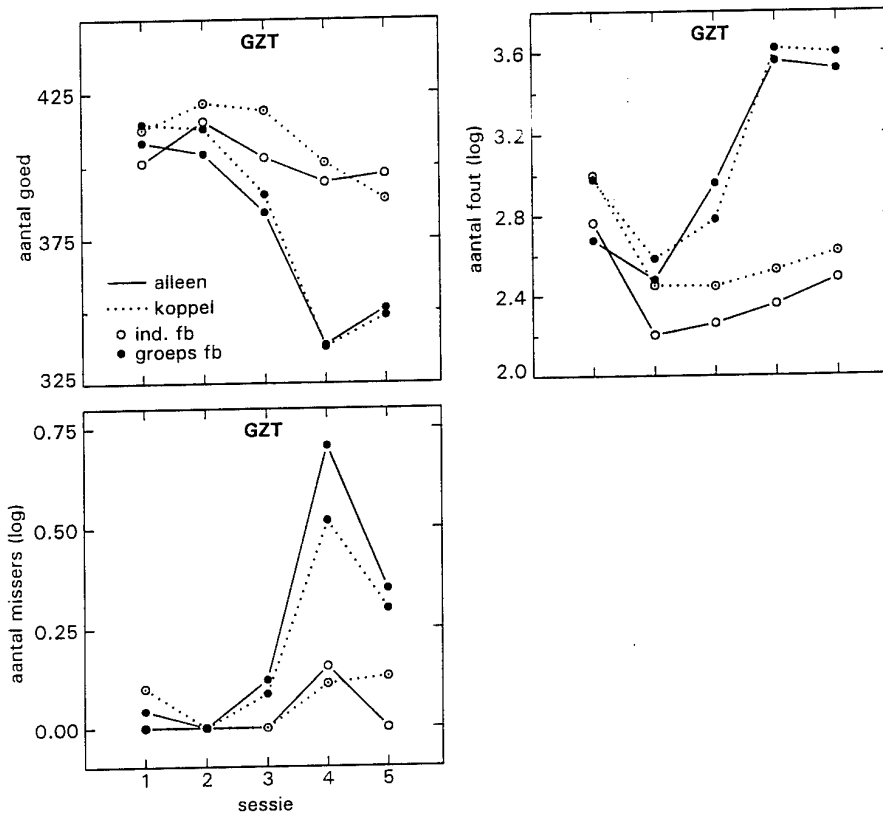 GZT
425
375
325
aantal goed
alleen
koppel
ind. fb
groeps fb
GZT
3.6
3.2
2.8
2.4
2.0
aantal fout (log)
GZT
0.75
0.50
0.25
0.00
aantal missers (log)
1 2 3 4 5
sessie